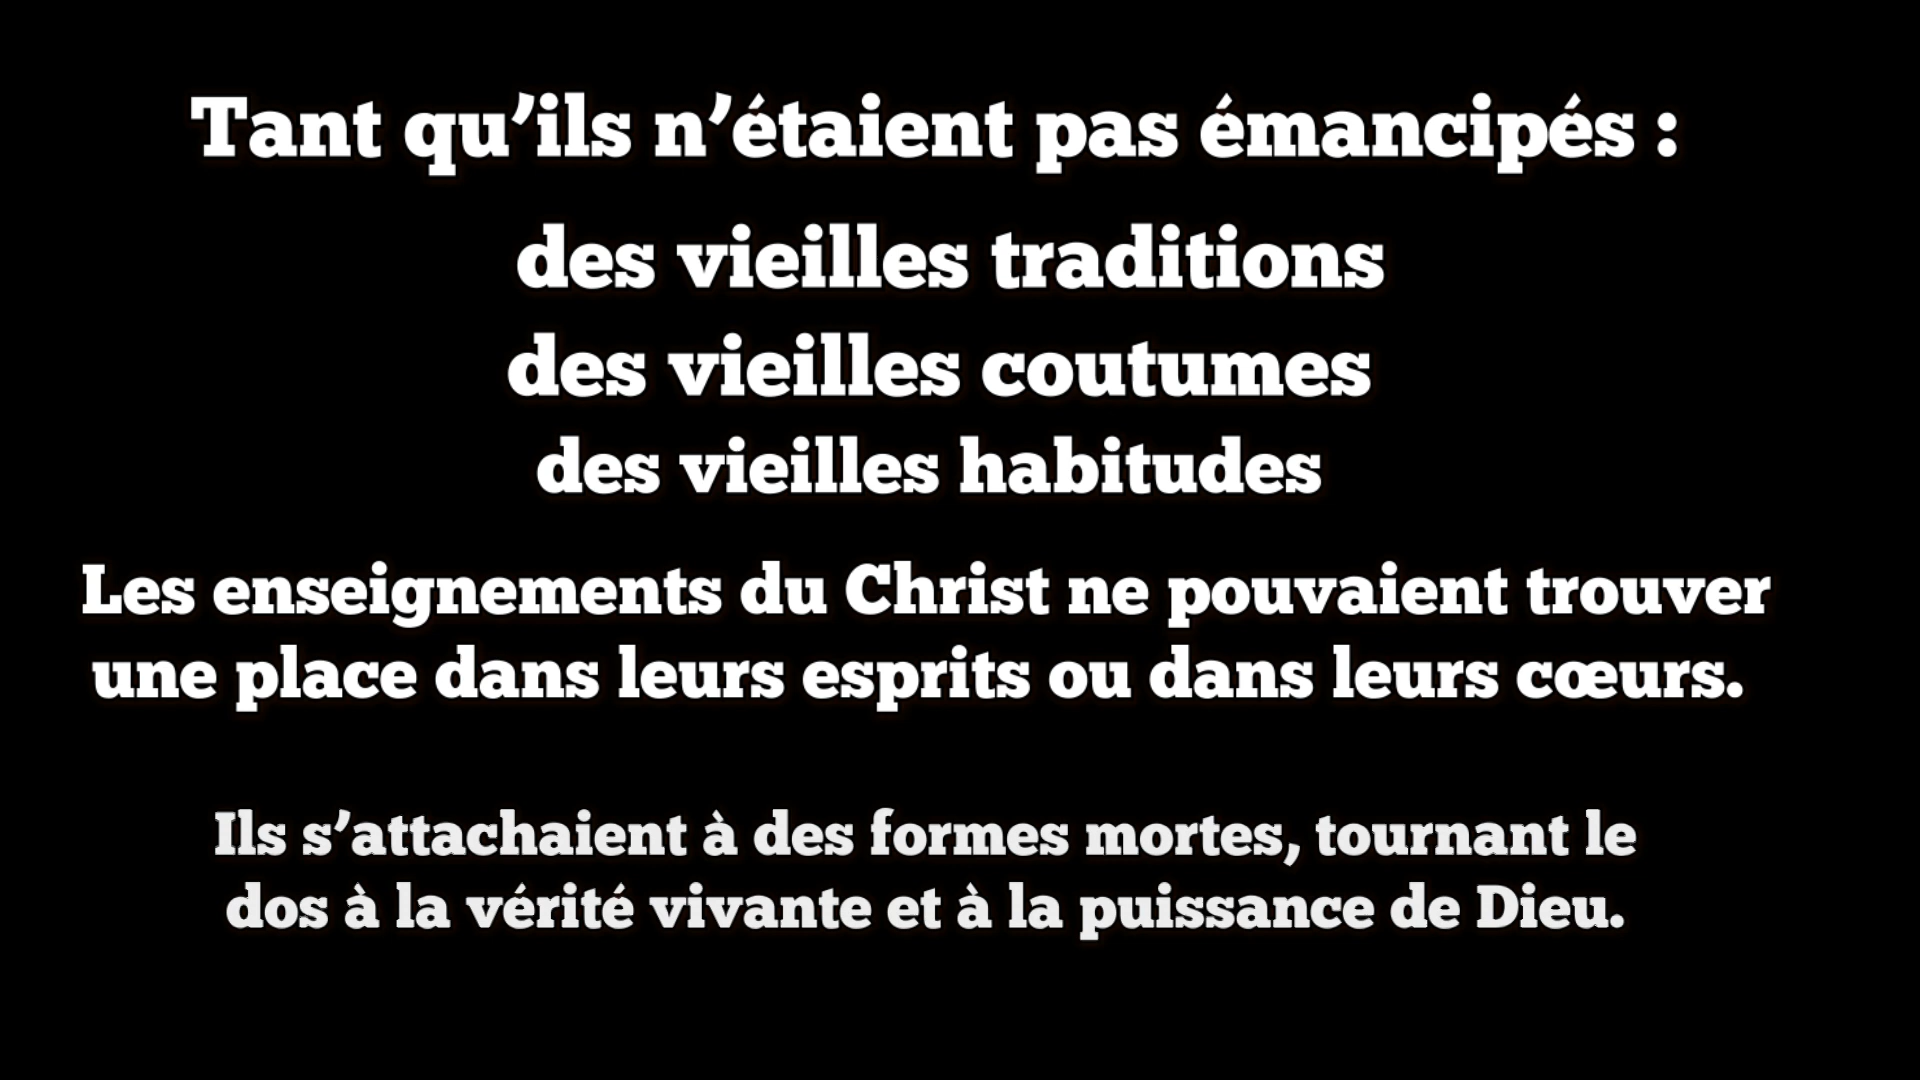 Tant qu’ils n’étaient pas émancipés :
des vieilles traditions
des vieilles coutumes
des vieilles habitudes
Les enseignements du Christ ne pouvaient trouver
une place dans leurs esprits ou dans leurs cœurs.
Ils s’attachaient à des formes mortes, tournant le
dos à la vérité vivante et à la puissance de Dieu.